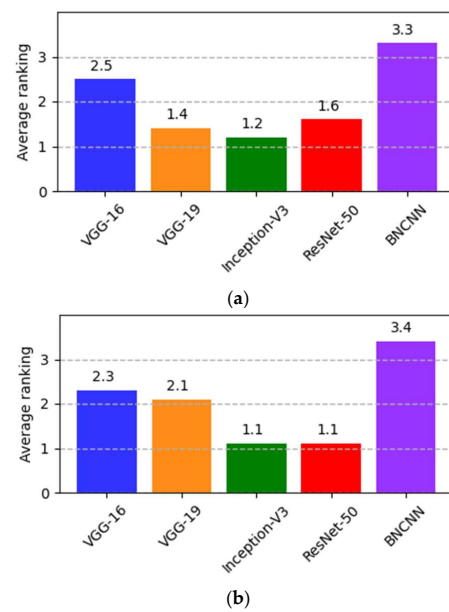 3.3
3
2.5
2
1.6
1.4
1.2
1
0
Average ranking
VGG-16
VGG-19
Inception-V3
ResNet-50
BNCNN
(a)
3.4
3
2.3
2.1
2
1.1
1.1
1
0
Average ranking
VGG-16
VGG-19
Inception-V3
ResNet-50
BNCNN
(b)